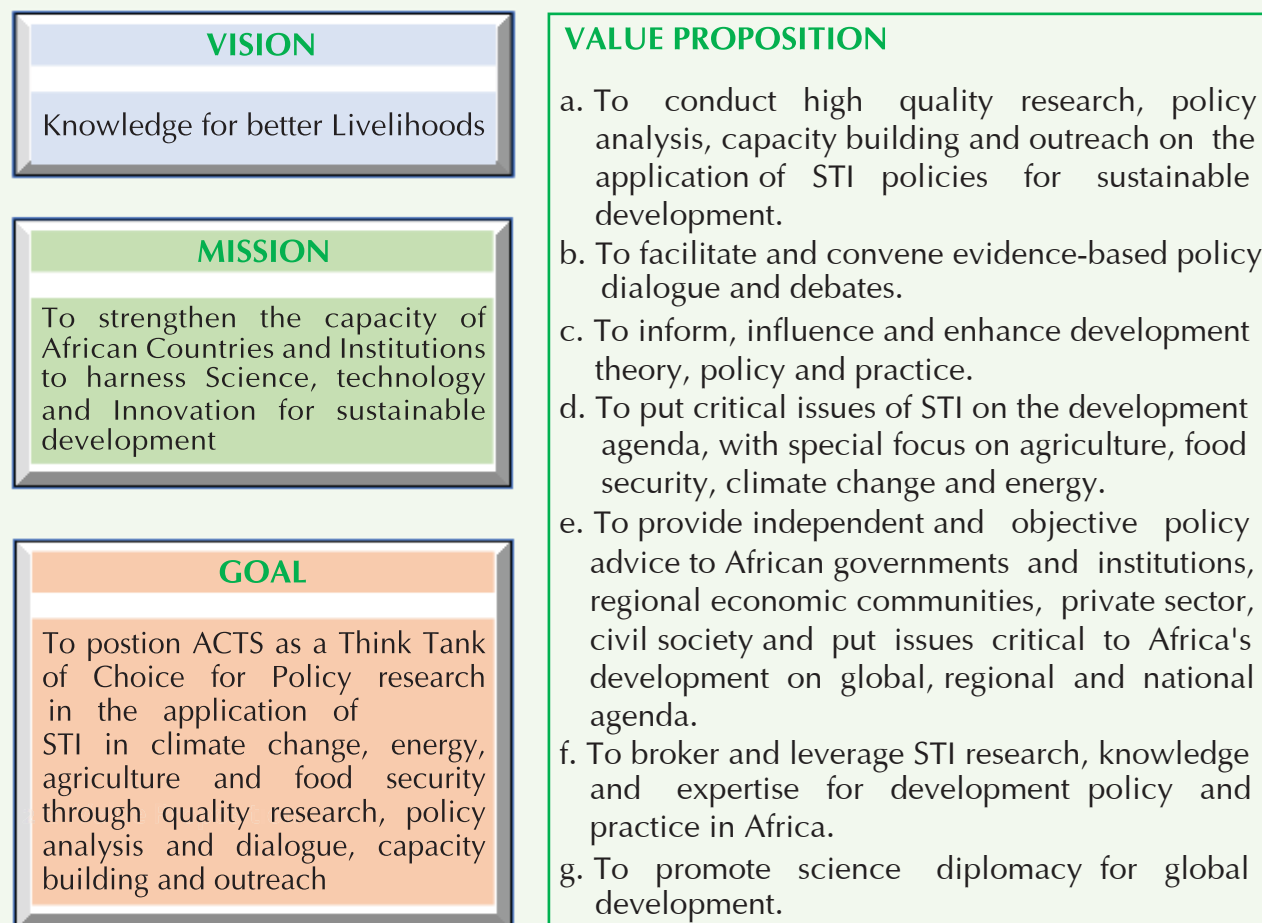 VISION
Knowledge for better Livelihoods
MISSION
To strengthen the capacity of
African Countries and Institutions
to harness Science, technology
and Innovation for sustainable
development
GOAL
To postion ACTS as a Think Tank
of Choice for Policy research
in the application of
STI in climate change, energy,
agriculture and food security
through quality research, policy
analysis and dialogue, capacity
building and outreach
VALUE PROPOSITION
a. To conduct high quality research, policy
analysis, capacity building and outreach on the
application of STI policies for sustainable
development.
b. To facilitate and convene evidence-based policy
dialogue and debates.
c. To inform, influence and enhance development
theory, policy and practice.
d. To put critical issues of STI on the development
agenda, with special focus on agriculture, food
security, climate change and energy.
e. To provide independent and objective policy
advice to African governments and institutions,
regional economic communities, private sector,
civil society and put issues critical to Africa's
development on global, regional and national
agenda.
f. To broker and leverage STI research, knowledge
and expertise for development policy and
practice in Africa.
g. To promote science diplomacy for global
development.